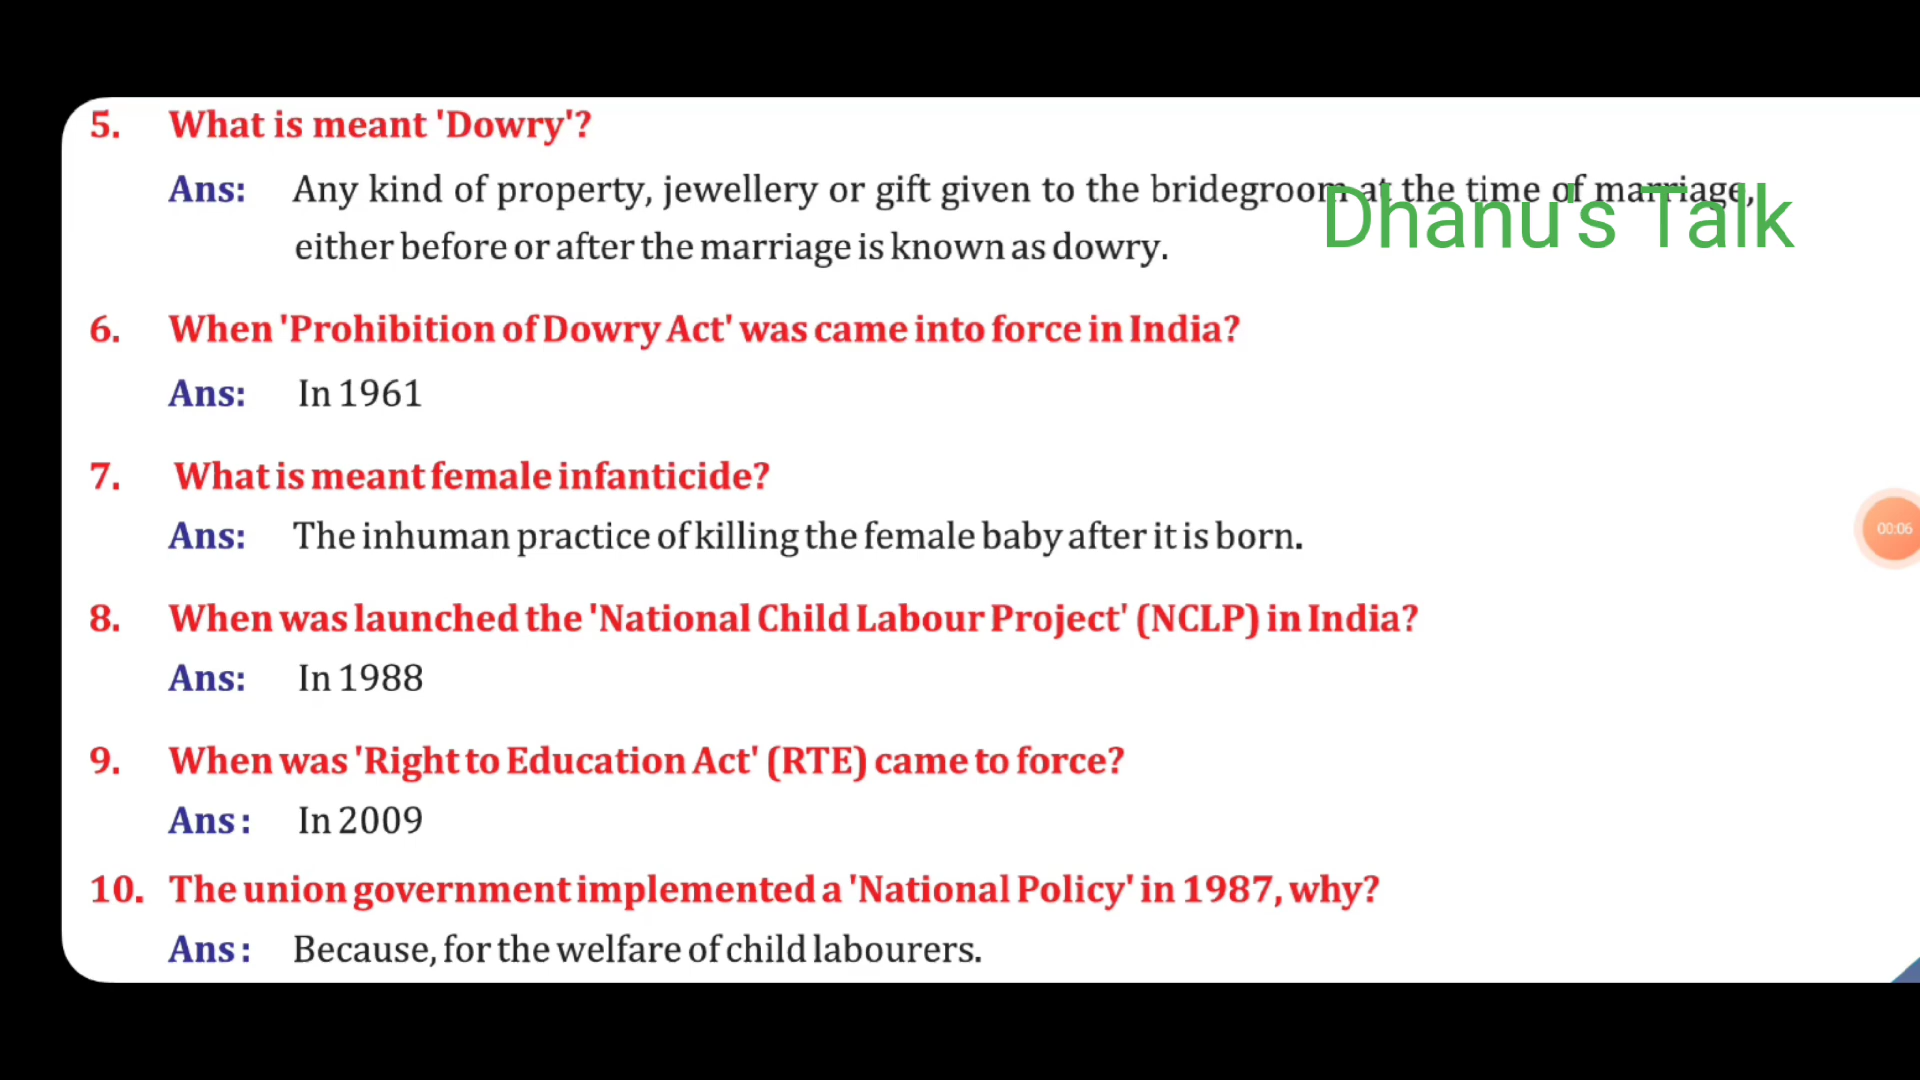 5. What is meant 'Dowry'?
Ans: Any kind of property, jewellery or gift given to the bridegroom at the time of marriage,
Dhanu's Talk
either before or after the marriage is known as dowry.
6. When 'Prohibition of Dowry Act' was came into force in India?
Ans: In 1961
7. What is meant female infanticide?
Ans: The inhuman practice of killing the female baby after it is born.
00:06
8. When was launched the 'National Child Labour Project' (NCLP) in India?
Ans: In 1988
9. When was 'Right to Education Act' (RTE) came to force?
Ans : In 2009
10. The union government implemented a 'National Policy' in 1987, why?
Ans : Because, for the welfare of child labourers.